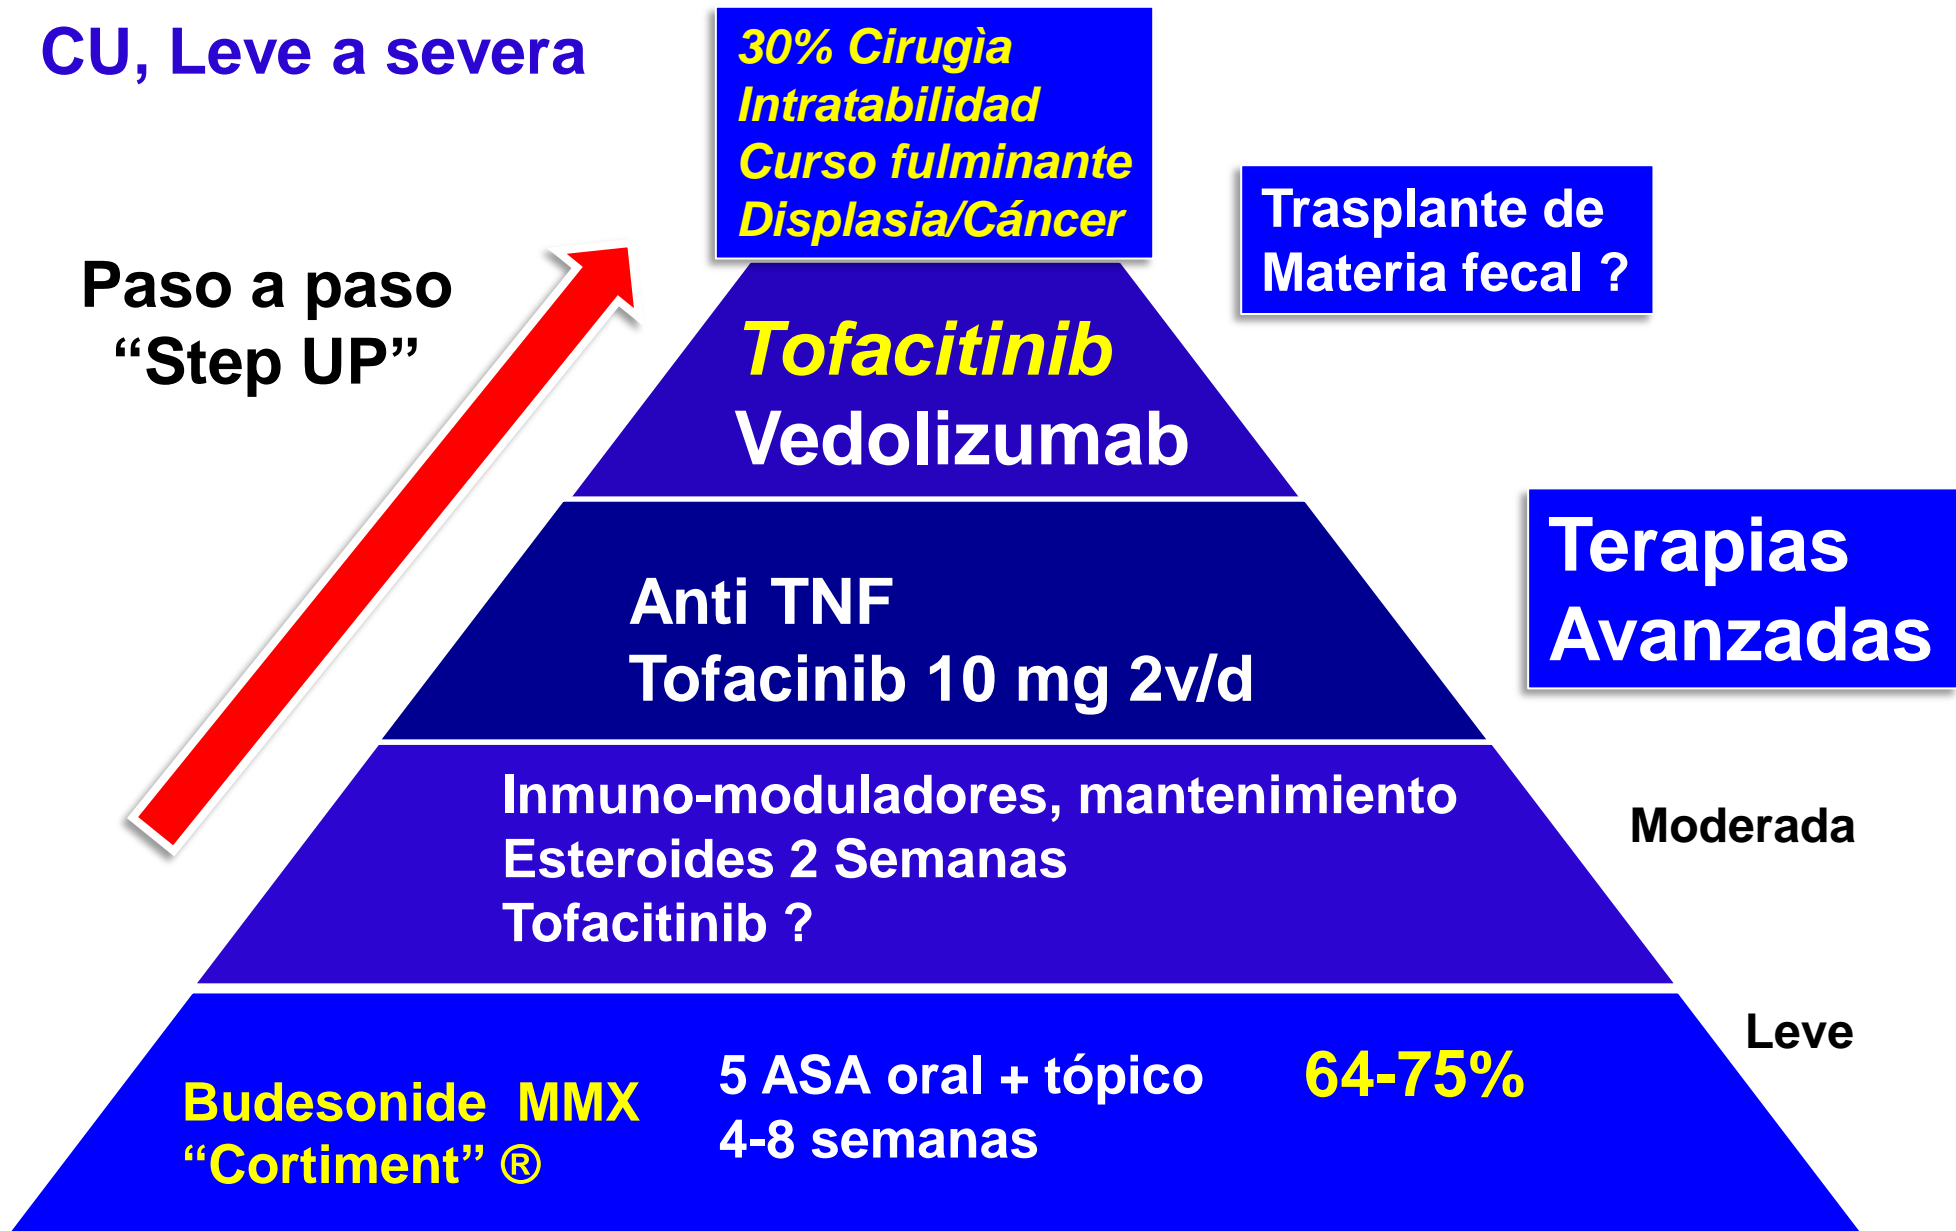 CU, Leve a severa
30% Cirugìa
Intratabilidad
Curso fulminante
Displasia/Cáncer
Trasplante de
Materia fecal ?
Paso a paso
“Step UP”
Tofacitinib
Vedolizumab
Terapias
Avanzadas
Anti TNF
Tofacinib 10 mg 2v/d
Inmuno-moduladores, mantenimiento
Esteroides 2 Semanas
Tofacitinib ?
Moderada
Leve
Budesonide MMX
“Cortiment” ®
5 ASA oral + tópico
4-8 semanas
64-75%